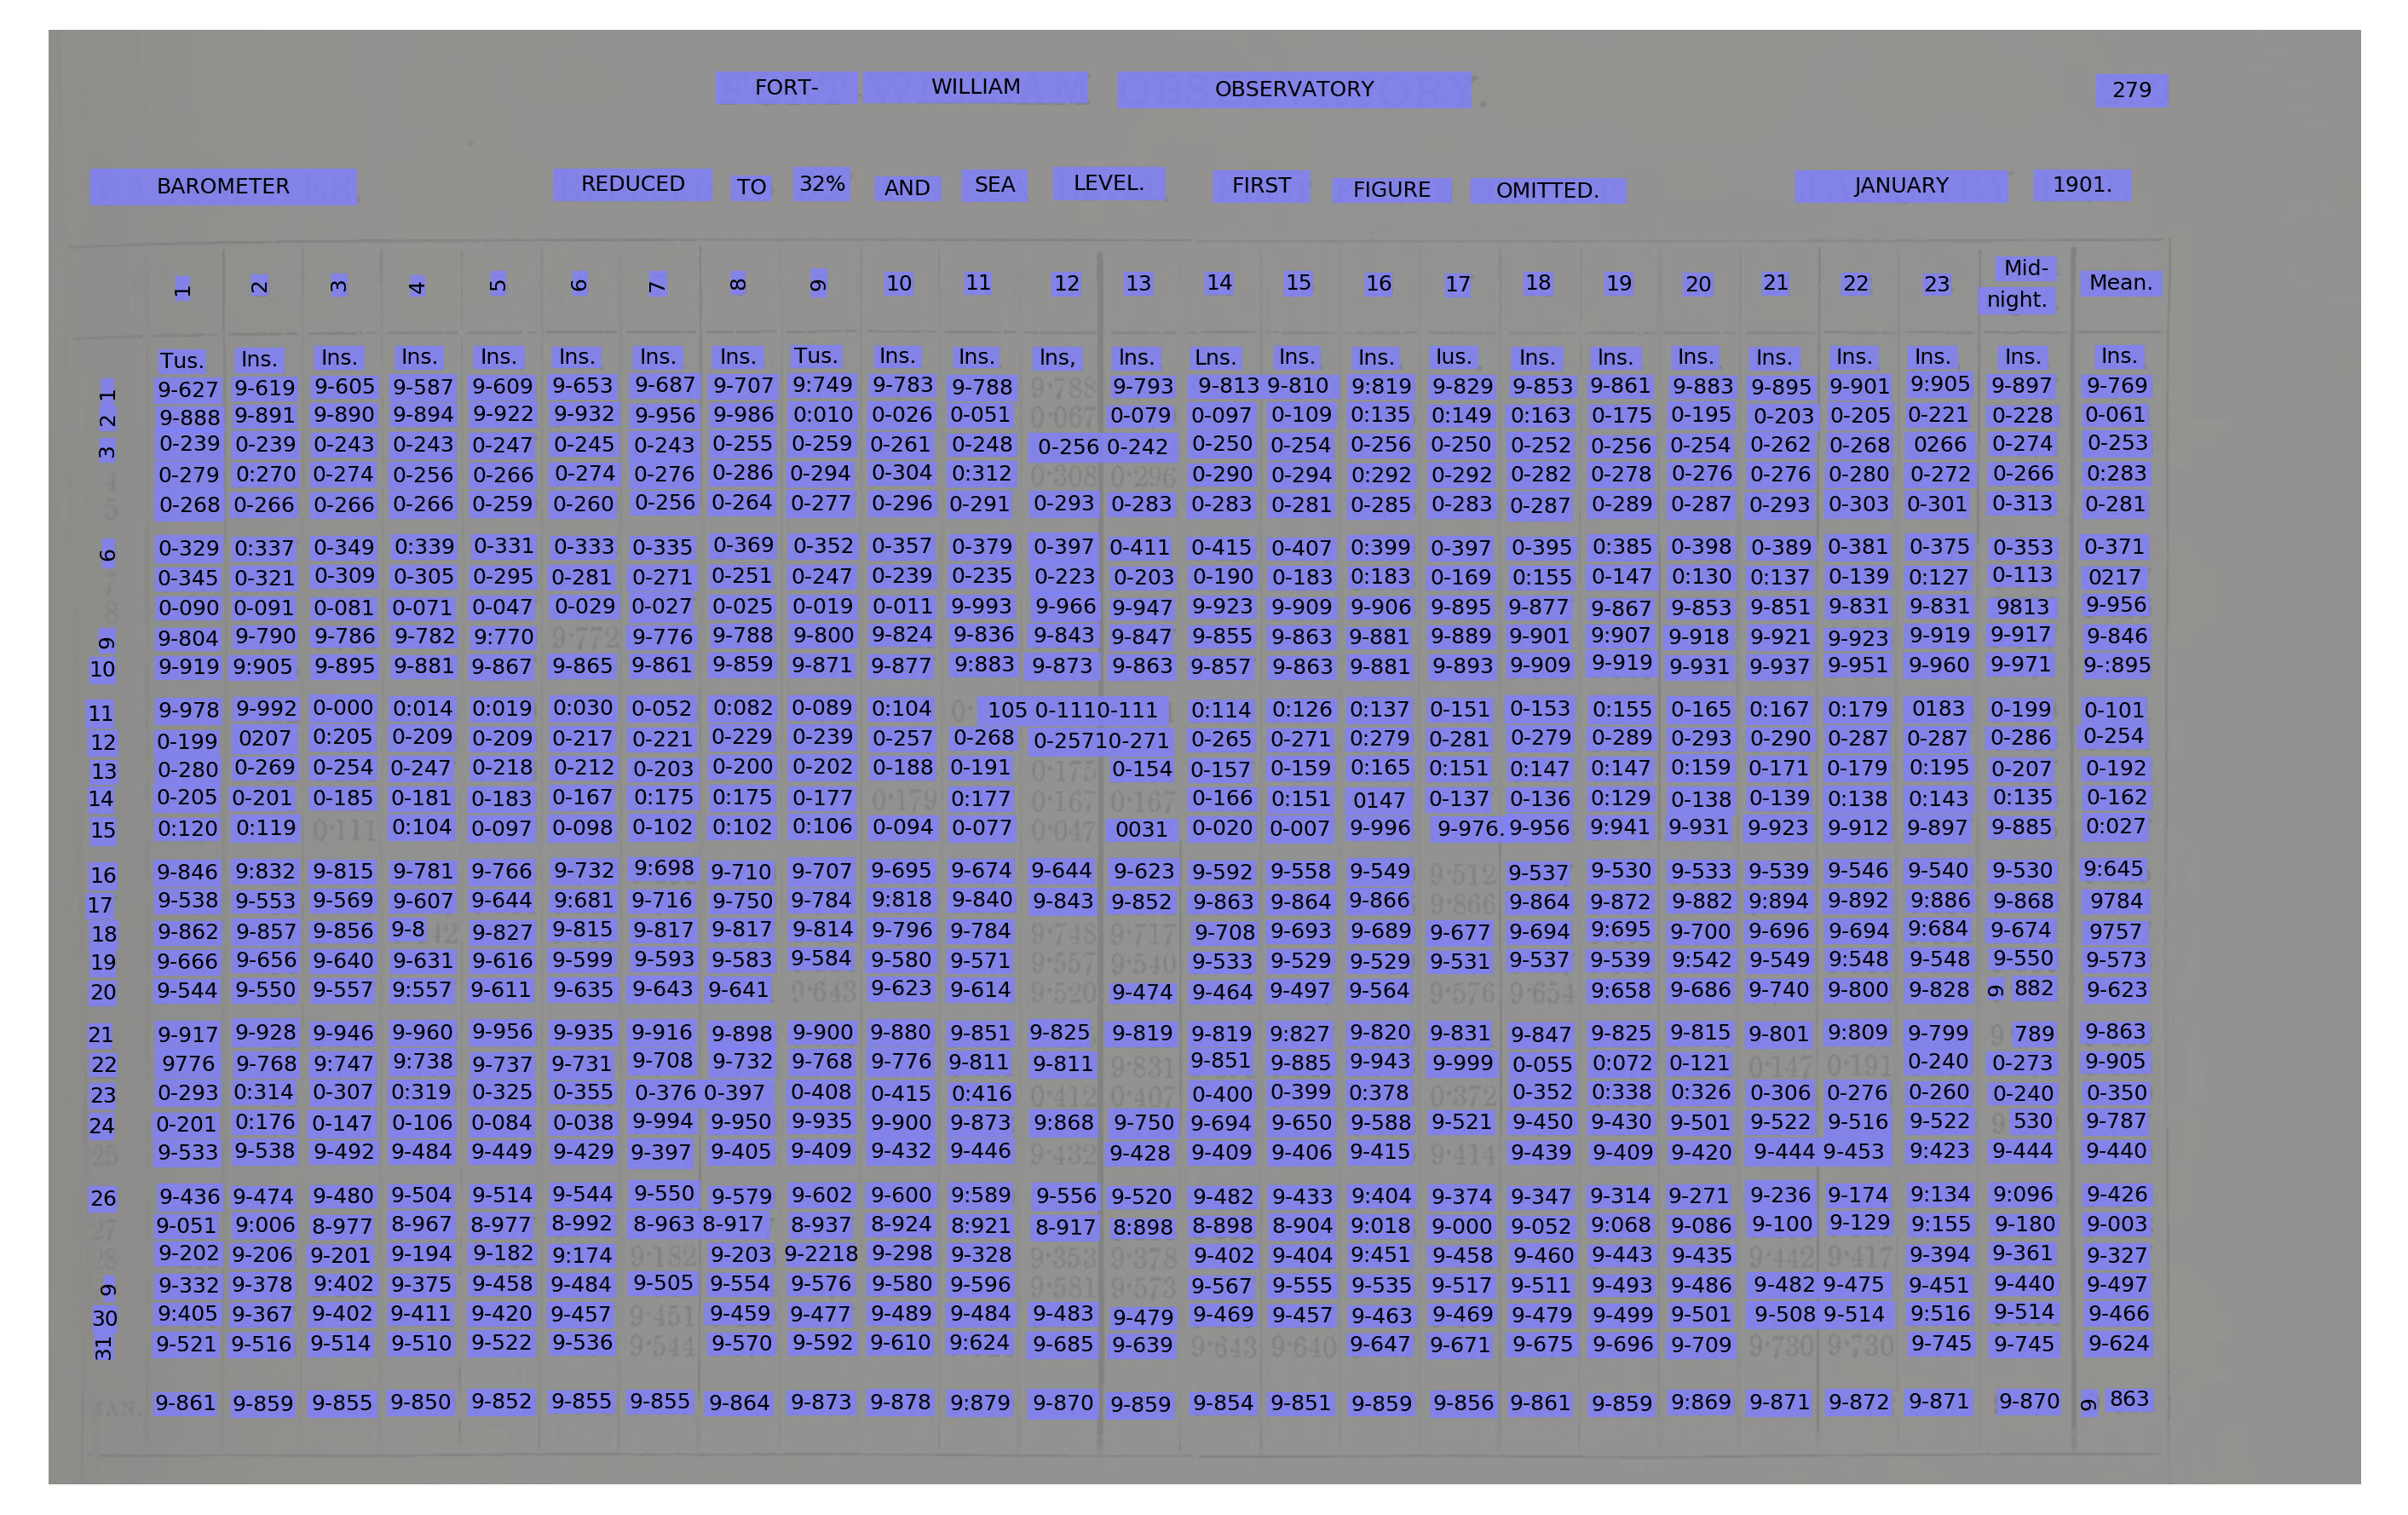 FORT- WILLIAM OBSERVATORY 279
BAROMETER REDUCED TO 32% AND SEA LEVEL. FIRST FIGURE OMITTED. JANUARY 1901.
1 2 3 4 5 6 7 8 9 10 11 12 13 14 15 16 17 18 19 20 21 22 23 Mid-night. Mean.
Tus. Ins. Ins. Ins. Ins. Ins. Ins. Ins. Tus. Ins. Ins. Ins, Ins. Lns. Ins. Ins. Ius. Ins. Ins. Ins. Ins. Ins. Ins. Ins. Ins.
1 9-627 9-619 9-605 9-587 9-609 9-653 9-687 9-707 9:749 9-783 9-788 9·788 9-793 9-813 9-810 9:819 9-829 9-853 9-861 9-883 9-895 9-901 9:905 9-897 9-769
2 9-888 9-891 9-890 9-894 9-922 9-932 9-956 9-986 0:010 0-026 0-051 0·067 0-079 0-097 0-109 0:135 0:149 0:163 0-175 0-195 0-203 0-205 0-221 0-228 0-061
3 0-239 0-239 0-243 0-243 0-247 0-245 0-243 0-255 0-259 0-261 0-248 0-256 0-242 0-250 0-254 0-256 0-250 0-252 0-256 0-254 0-262 0-268 0266 0-274 0-253
4 0-279 0:270 0-274 0-256 0-266 0-274 0-276 0-286 0-294 0-304 0:312 0·308 0·296 0-290 0-294 0:292 0-292 0-282 0-278 0-276 0-276 0-280 0-272 0-266 0:283
5 0-268 0-266 0-266 0-266 0-259 0-260 0-256 0-264 0-277 0-296 0-291 0-293 0-283 0-283 0-281 0-285 0-283 0-287 0-289 0-287 0-293 0-303 0-301 0-313 0-281
6 0-329 0:337 0-349 0:339 0-331 0-333 0-335 0-369 0-352 0-357 0-379 0-397 0-411 0-415 0-407 0:399 0-397 0-395 0:385 0-398 0-389 0-381 0-375 0-353 0-371
7 0-345 0-321 0-309 0-305 0-295 0-281 0-271 0-251 0-247 0-239 0-235 0-223 0-203 0-190 0-183 0:183 0-169 0:155 0-147 0:130 0:137 0-139 0:127 0-113 0217
8 0-090 0-091 0-081 0-071 0-047 0-029 0-027 0-025 0-019 0-011 9-993 9-966 9-947 9-923 9-909 9-906 9-895 9-877 9-867 9-853 9-851 9-831 9-831 9813 9-956
9 9-804 9-790 9-786 9-782 9:770 9·772 9-776 9-788 9-800 9-824 9-836 9-843 9-847 9-855 9-863 9-881 9-889 9-901 9:907 9-918 9-921 9-923 9-919 9-917 9-846
10 9-919 9:905 9-895 9-881 9-867 9-865 9-861 9-859 9-871 9-877 9:883 9-873 9-863 9-857 9-863 9-881 9-893 9-909 9-919 9-931 9-937 9-951 9-960 9-971 9-:895
11 9-978 9-992 0-000 0:014 0:019 0:030 0-052 0:082 0-089 0:104 0· 105 0-1110-111 0:114 0:126 0:137 0-151 0-153 0:155 0-165 0:167 0:179 0183 0-199 0-101
12 0-199 0207 0:205 0-209 0-209 0-217 0-221 0-229 0-239 0-257 0-268 0-25710-271 0-265 0-271 0:279 0-281 0-279 0-289 0-293 0-290 0-287 0-287 0-286 0-254
13 0-280 0-269 0-254 0-247 0-218 0-212 0-203 0-200 0-202 0-188 0-191 0·175 0-154 0-157 0-159 0:165 0:151 0:147 0:147 0:159 0-171 0-179 0:195 0-207 0-192
14 0-205 0-201 0-185 0-181 0-183 0-167 0:175 0:175 0-177 0·179 0:177 0·167 0·167 0-166 0:151 0147 0-137 0-136 0:129 0-138 0-139 0:138 0:143 0:135 0-162
15 0:120 0:119 0·111 0:104 0-097 0-098 0-102 0:102 0:106 0-094 0-077 0·047 0031 0-020 0-007 9-996 9-976. 9-956 9:941 9-931 9-923 9-912 9-897 9-885 0:027
16 9-846 9:832 9-815 9-781 9-766 9-732 9:698 9-710 9-707 9-695 9-674 9-644 9-623 9-592 9-558 9-549 9·512 9-537 9-530 9-533 9-539 9-546 9-540 9-530 9:645
17 9-538 9-553 9-569 9-607 9-644 9:681 9-716 9-750 9-784 9:818 9-840 9-843 9-852 9-863 9-864 9-866 9·866 9-864 9-872 9-882 9:894 9-892 9:886 9-868 9784
18 9-862 9-857 9-856 9-8 42 9-827 9-815 9-817 9-817 9-814 9-796 9-784 9·748 9·717 9-708 9-693 9-689 9-677 9-694 9:695 9-700 9-696 9-694 9:684 9-674 9757
19 9-666 9-656 9-640 9-631 9-616 9-599 9-593 9-583 9-584 9-580 9-571 9·557 9·540 9-533 9-529 9-529 9-531 9-537 9-539 9:542 9-549 9:548 9-548 9-550 9-573
20 9-544 9-550 9-557 9:557 9-611 9-635 9-643 9-641 9·643 9-623 9-614 9·520 9-474 9-464 9-497 9-564 9·576 9·654 9:658 9-686 9-740 9-800 9-828 9 882 9-623
21 9-917 9-928 9-946 9-960 9-956 9-935 9-916 9-898 9-900 9-880 9-851 9-825 9-819 9-819 9:827 9-820 9-831 9-847 9-825 9-815 9-801 9:809 9-799 9· 789 9-863
22 9776 9-768 9:747 9:738 9-737 9-731 9-708 9-732 9-768 9-776 9-811 9-811 9·831 9-851 9-885 9-943 9-999 0-055 0:072 0-121 0·147 0·191 0-240 0-273 9-905
23 0-293 0:314 0-307 0:319 0-325 0-355 0-376 0-397 0-408 0-415 0:416 0·412 0·407 0-400 0-399 0:378 0·372 0-352 0:338 0:326 0-306 0-276 0-260 0-240 0-350
24 0-201 0:176 0-147 0-106 0-084 0-038 9-994 9-950 9-935 9-900 9-873 9:868 9-750 9-694 9-650 9-588 9-521 9-450 9-430 9-501 9-522 9-516 9-522 9 530 9-787
25 9-533 9-538 9-492 9-484 9-449 9-429 9-397 9-405 9-409 9-432 9-446 9·432 9-428 9-409 9-406 9-415 9·414 9-439 9-409 9-420 9-444 9-453 9:423 9-444 9-440
26 9-436 9-474 9-480 9-504 9-514 9-544 9-550 9-579 9-602 9-600 9:589 9-556 9-520 9-482 9-433 9:404 9-374 9-347 9-314 9-271 9-236 9-174 9:134 9:096 9-426
27 9-051 9:006 8-977 8-967 8-977 8-992 8-963 8-917 8-937 8-924 8:921 8-917 8:898 8-898 8-904 9:018 9-000 9-052 9:068 9-086 9-100 9-129 9:155 9-180 9-003
28 9-202 9-206 9-201 9-194 9-182 9:174 9·182 9-203 9-2218 9-298 9-328 9·353 9·378 9-402 9-404 9:451 9-458 9-460 9-443 9-435 9·442 9·417 9-394 9-361 9-327
9 9-332 9-378 9:402 9-375 9-458 9-484 9-505 9-554 9-576 9-580 9-596 9·581 9·573 9-567 9-555 9-535 9-517 9-511 9-493 9-486 9-482 9-475 9-451 9-440 9-497
30 9:405 9-367 9-402 9-411 9-420 9-457 9·451 9-459 9-477 9-489 9-484 9-483 9-479 9-469 9-457 9-463 9-469 9-479 9-499 9-501 9-508 9-514 9:516 9-514 9-466
31 9-521 9-516 9-514 9-510 9-522 9-536 9·544 9-570 9-592 9-610 9:624 9-685 9-639 9·643 9·640 9-647 9-671 9-675 9-696 9-709 9·730 9·730 9-745 9-745 9-624
9-861 9-859 9-855 9-850 9-852 9-855 9-855 9-864 9-873 9-878 9:879 9-870 9-859 9-854 9-851 9-859 9-856 9-861 9-859 9:869 9-871 9-872 9-871 9-870 9 863